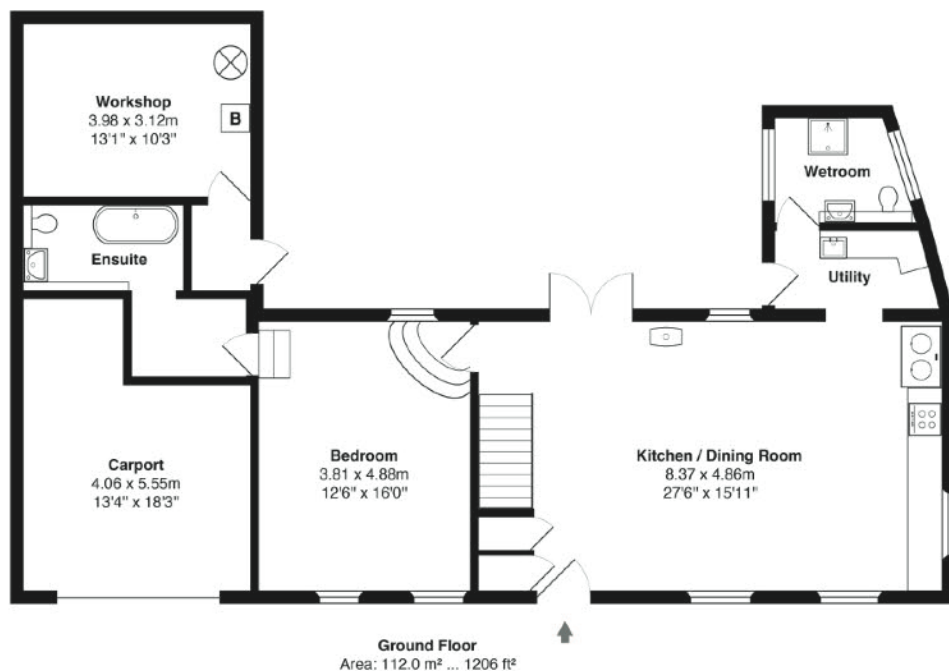 Workshop
3.98 x 3.12m
13'1" x 10'3"
B
Wetroom
Ensuite
Utility
Carport
4.06 x 5.55m
13'4" x 18'3"
Bedroom
3.81 x 4.88m
12'6" x 16'0"
Kitchen / Dining Room
8.37 x 4.86m
27'6" x 15'11"
Ground Floor
Area: 112.0 m² ... 1206 ft²